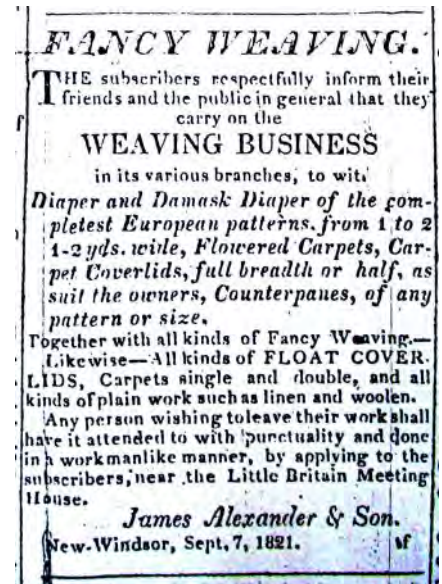 FANCY WEAVING.
THE subscribers respectfully inform their
friends and the public in general that they
carry on the
WEAVING BUSINESS
in its various branches, to wit.
Diaper and Damask Diaper of the com-
pletest European patterns. from 1 to 2
1-2 yds. wide, Flowered Carpets, Car-
pet Coverlids, full breadth or half, as
suit the owners, Counterpanes, of any
pattern or size.
Together with all kinds of Fancy Weaving.—
Likewise—All kinds of FLOAT COVER-
LIDS, Carpets single and double, and all
kinds of plain work such as linen and woolen.
Any person wishing to leave their work shall
have it attended to with punctuality and done
in a workmanlike manner, by applying to the
subscribers, near the Little Britain Meeting
House.
James Alexander & Son.
New-Windsor, Sept, 7, 1821.